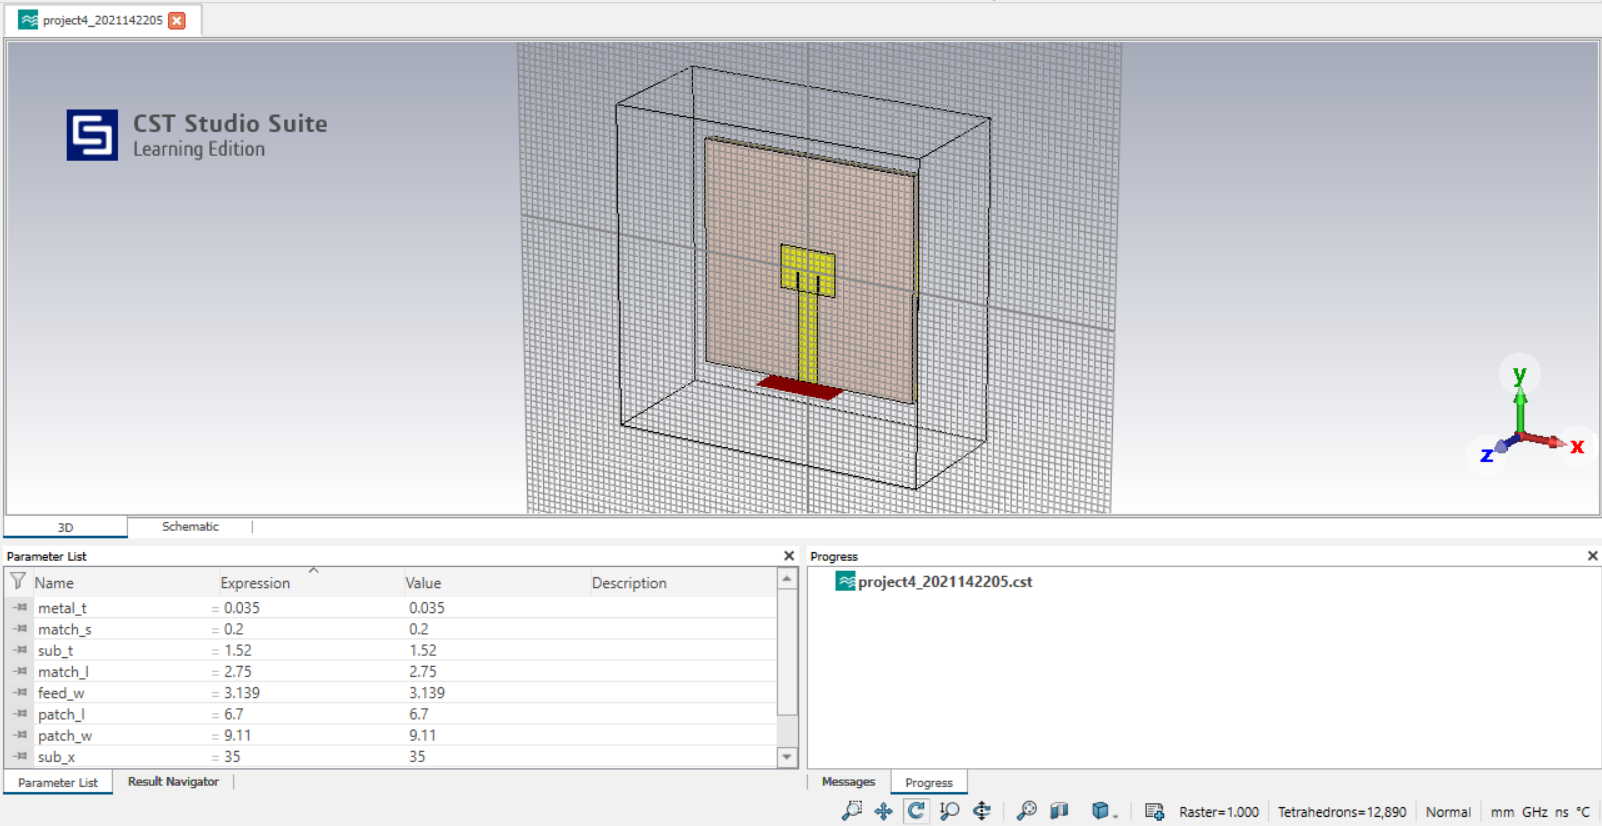 project4_2021142205
CST Studio Suite
Learning Edition
y
x
z
3D Schematic
Parameter List
Name Expression Value Description
metal_t = 0.035 0.035
match_s = 0.2 0.2
sub_t = 1.52 1.52
match_l = 2.75 2.75
feed_w = 3.139 3.139
patch_l = 6.7 6.7
patch_w = 9.11 9.11
sub_x = 35 35
Parameter List Result Navigator
Progress
project4_2021142205.cst
Messages Progress
Raster=1.000 Tetrahedrons=12,890 Normal mm GHz ns °C